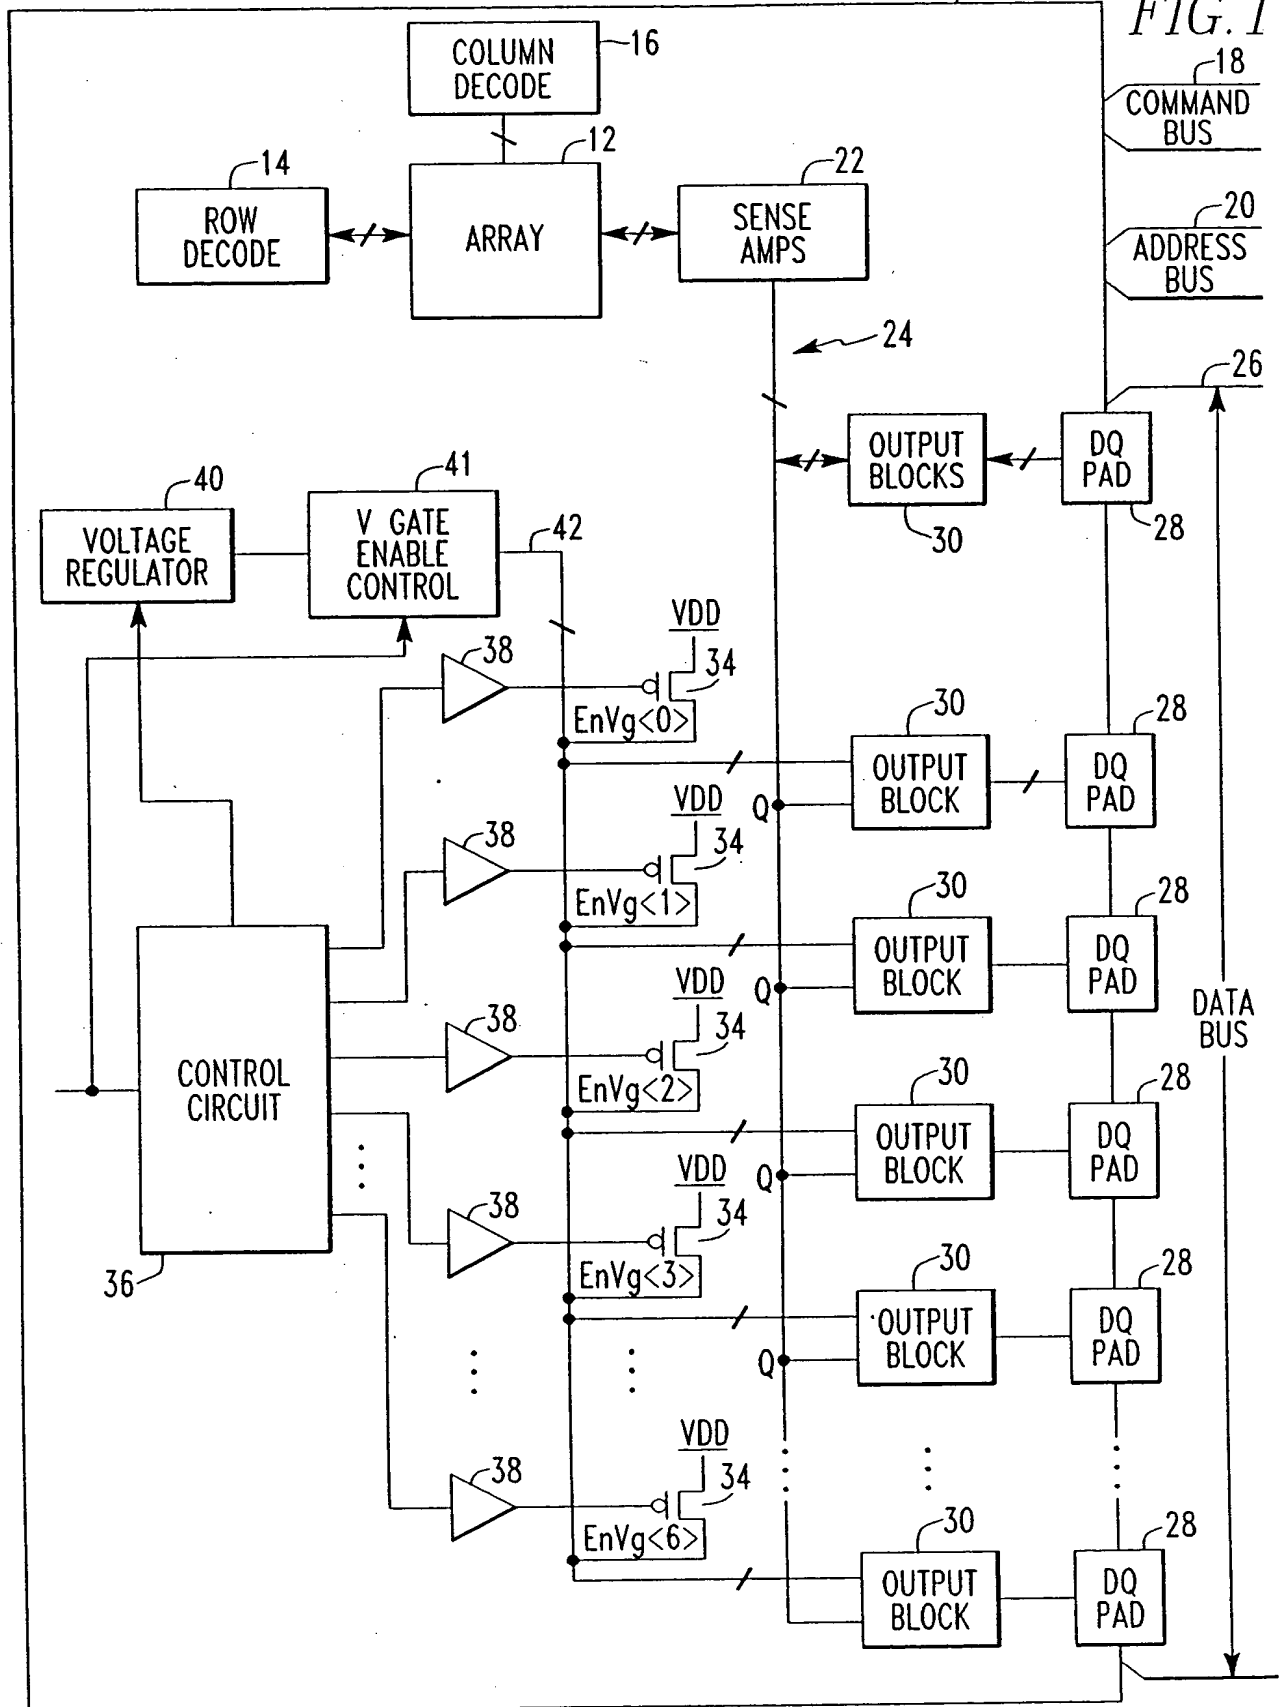 FIG. 1
COLUMN
DECODE
16
18
COMMAND
BUS
14
12
22
ROW
DECODE
ARRAY
SENSE
AMPS
20
ADDRESS
BUS
24
26
40
41
VOLTAGE
REGULATOR
V GATE
ENABLE
CONTROL
42
OUTPUT
BLOCKS
30
DQ
PAD
28
38
VDD
34
EnVg<0>
30
OUTPUT
BLOCK
Q
28
DQ
PAD
38
VDD
34
EnVg<1>
30
OUTPUT
BLOCK
Q
28
DQ
PAD
DATA
BUS
CONTROL
CIRCUIT
36
38
VDD
34
EnVg<2>
30
OUTPUT
BLOCK
Q
28
DQ
PAD
38
VDD
34
EnVg<3>
30
OUTPUT
BLOCK
Q
28
DQ
PAD
38
VDD
34
EnVg<6>
30
OUTPUT
BLOCK
28
DQ
PAD